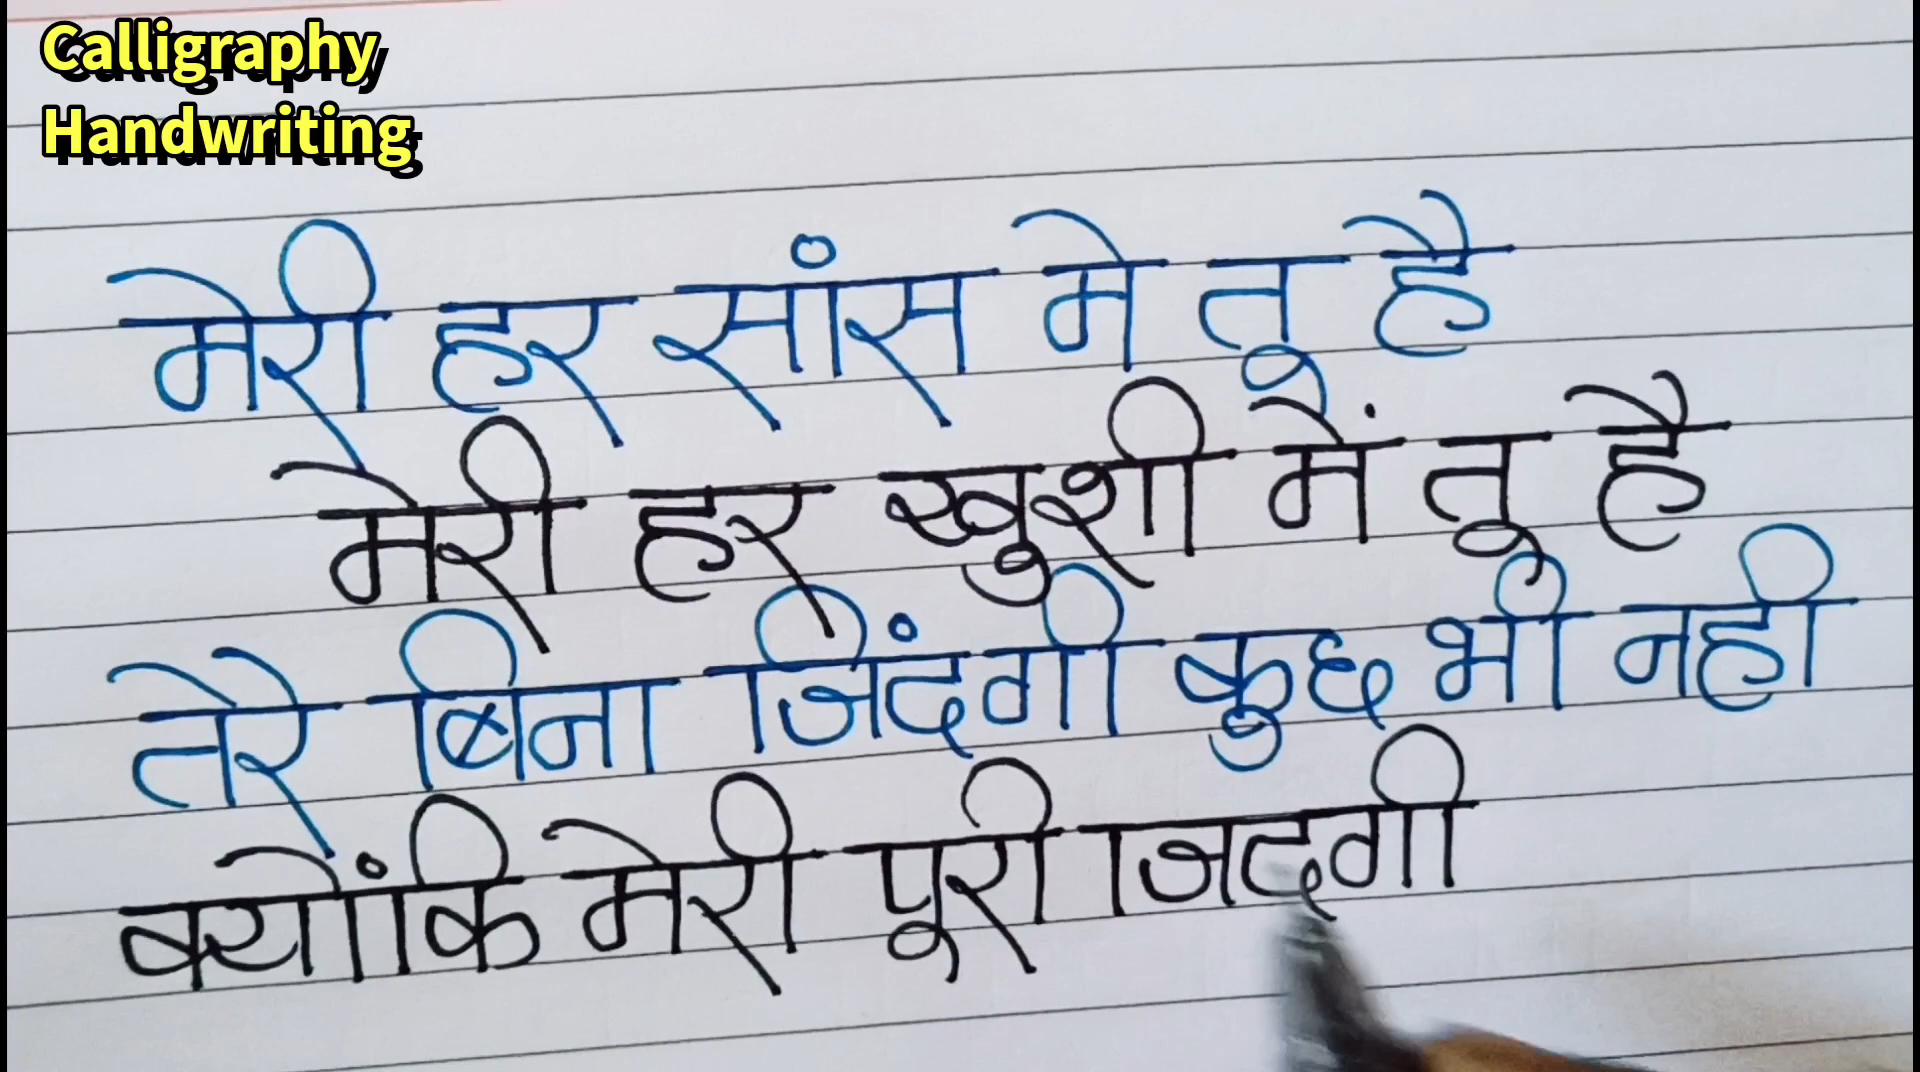 Calligraphy
Handwriting
मेरी हर सांस मे तू है
मेरी हर खुशी में तू है
तेरे बिना जिंदगी कुछ भी नही
क्योंकि मेरी पूरी जिदगी